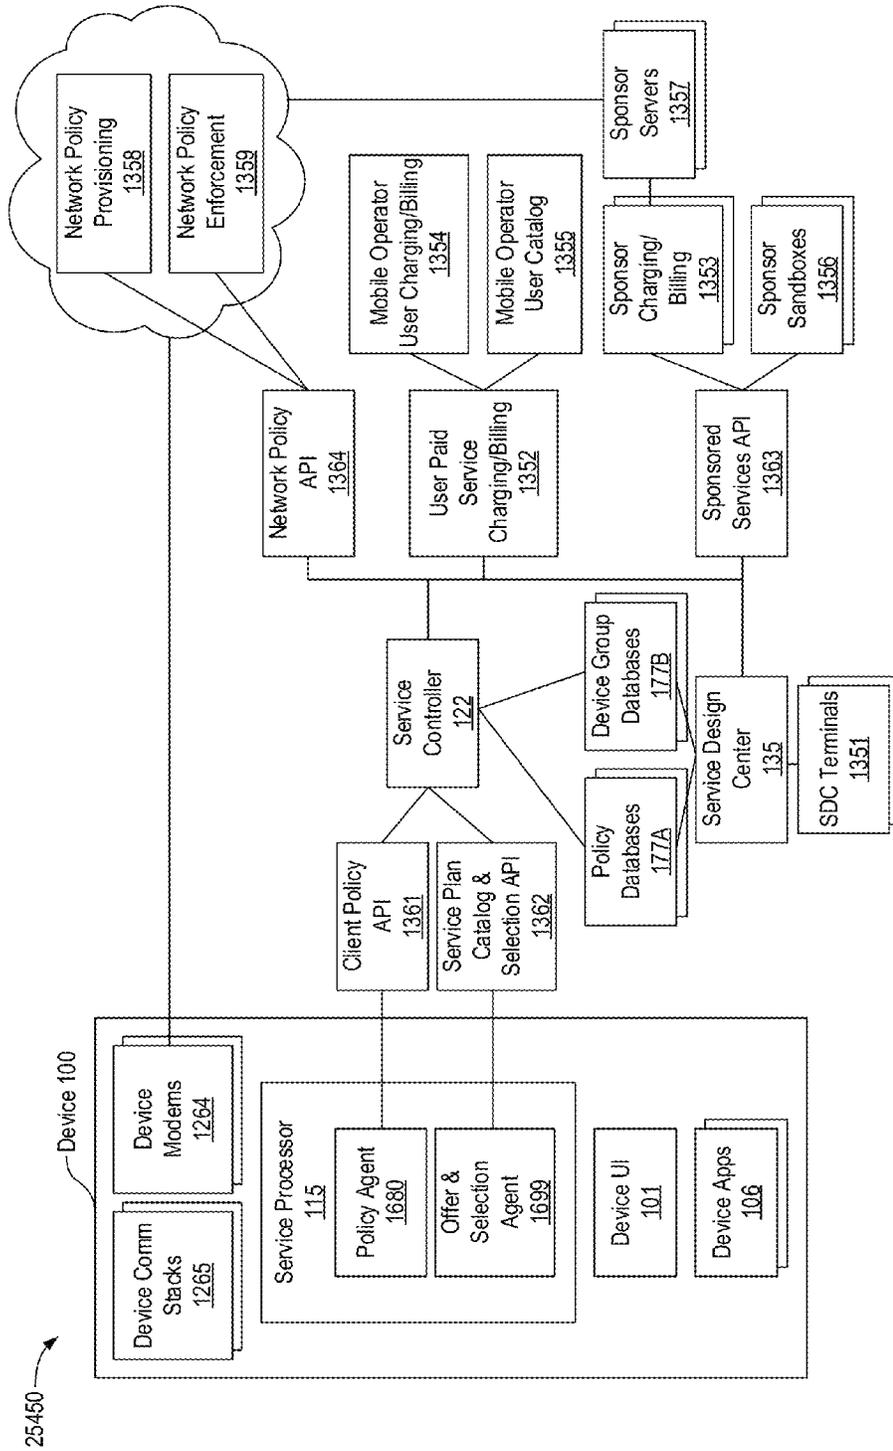 25450
Device 100
Device Comm
Stacks
1265
Device
Modems
1264
Service Processor
115
Policy Agent
1680
Offer &
Selection
Agent
1699
Device UI
101
Device Apps
106
Client Policy
API
1361
Service Plan
Catalog &
Selection API
1362
Service
Controller
122
Policy
Databases
177A
Device Group
Databases
177B
Service Design
Center
135
SDC Terminals
1351
Network Policy
API
1364
User Paid
Service
Charging/Billing
1352
Sponsored
Services API
1363
Network Policy
Provisioning
1358
Network Policy
Enforcement
1359
Mobile Operator
User Charging/Billing
1354
Mobile Operator
User Catalog
1355
Sponsor
Charging/
Billing
1353
Sponsor
Sandboxes
1356
Sponsor
Servers
1357